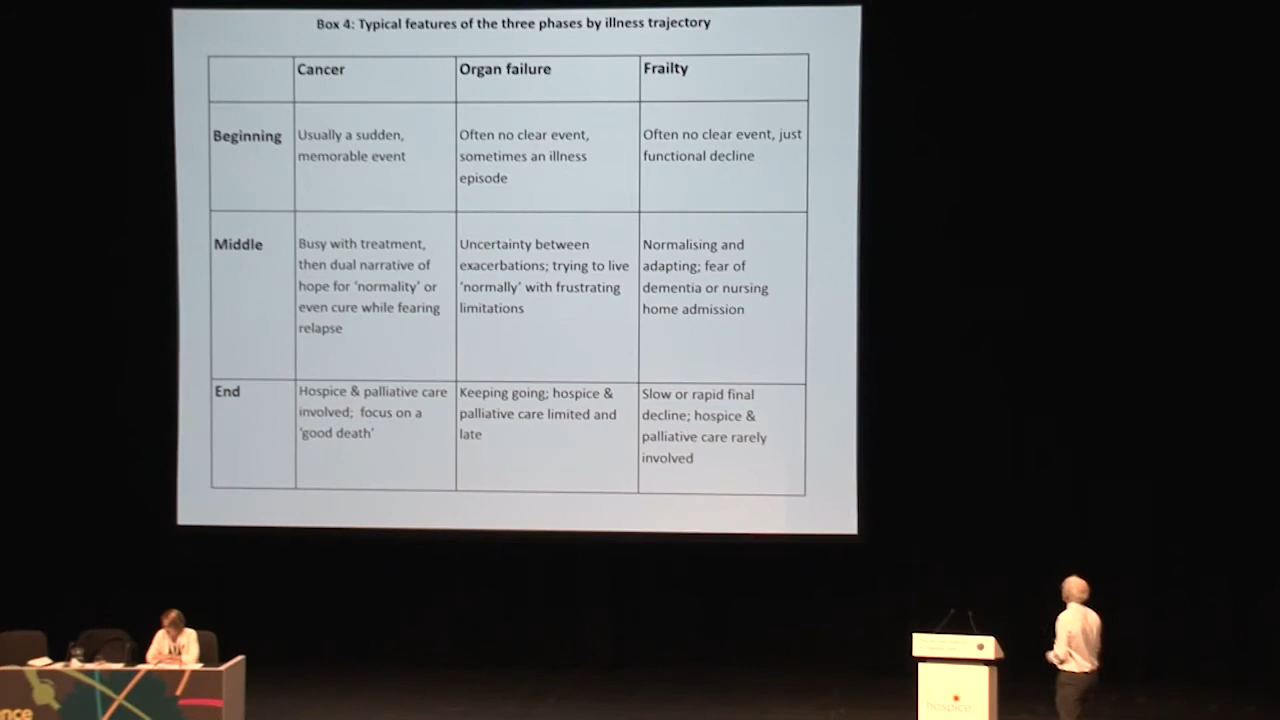 Box 4: Typical features of the three phases by illness trajectory
Cancer
Organ failure
Frailty
Beginning
Usually a sudden,
memorable event
Often no clear event,
sometimes an illness
episode
Often no clear event, just
functional decline
Middle
Busy with treatment,
then dual narrative of
hope for ‘normality’ or
even cure while fearing
relapse
Uncertainty between
exacerbations; trying to live
‘normally’ with frustrating
limitations
Normalising and
adapting; fear of
dementia or nursing
home admission
End
Hospice & palliative care
involved; focus on a
‘good death’
Keeping going; hospice &
palliative care limited and
late
Slow or rapid final
decline; hospice &
palliative care rarely
involved
nce
hospice